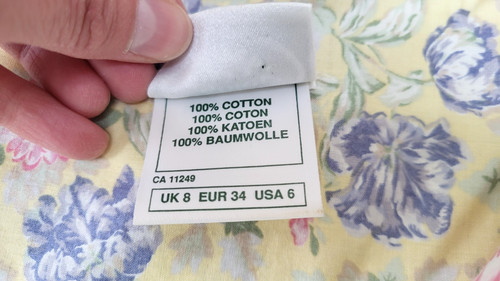 100% COTTON
100% COTON
100% KATOEN
100% BAUMWOLLE
CA 11249
UK 8 EUR 34 USA 6